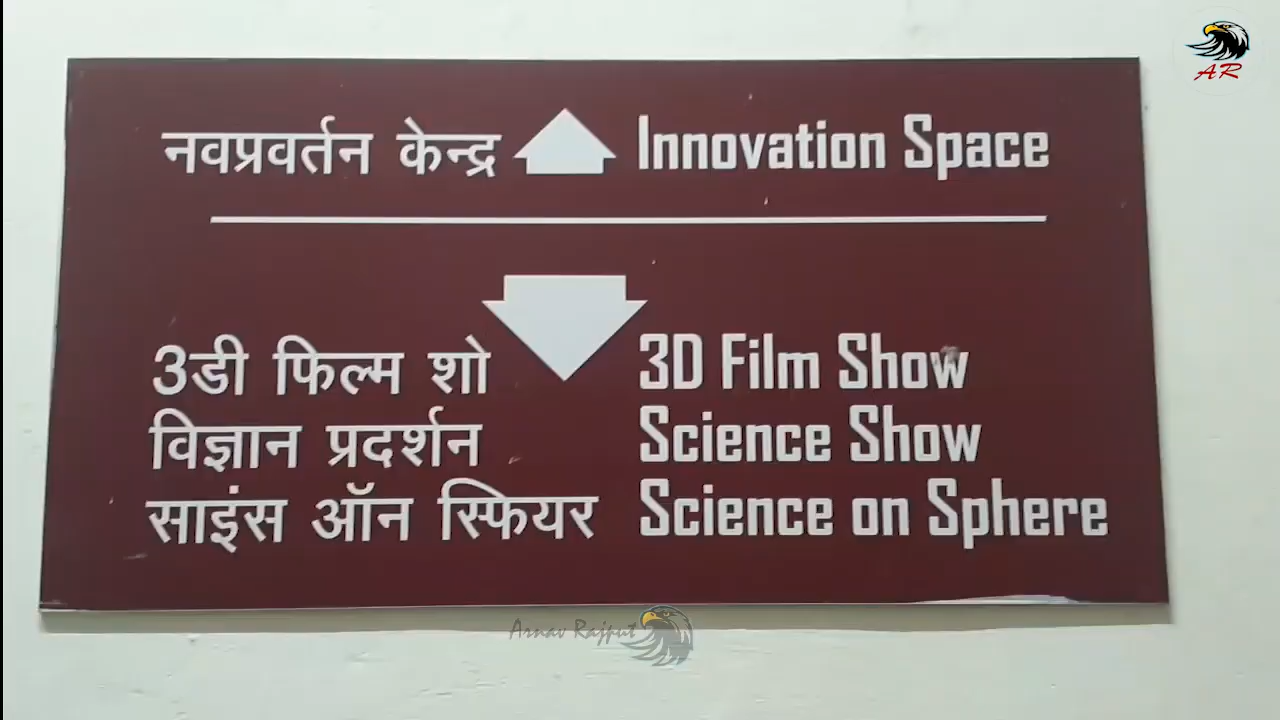 AR
नवप्रवर्तन केन्द्र Innovation Space
3डी फिल्म शो 3D Film Show
विज्ञान प्रदर्शन Science Show
साइंस ऑन स्फियर Science on Sphere
Arnav Rajput